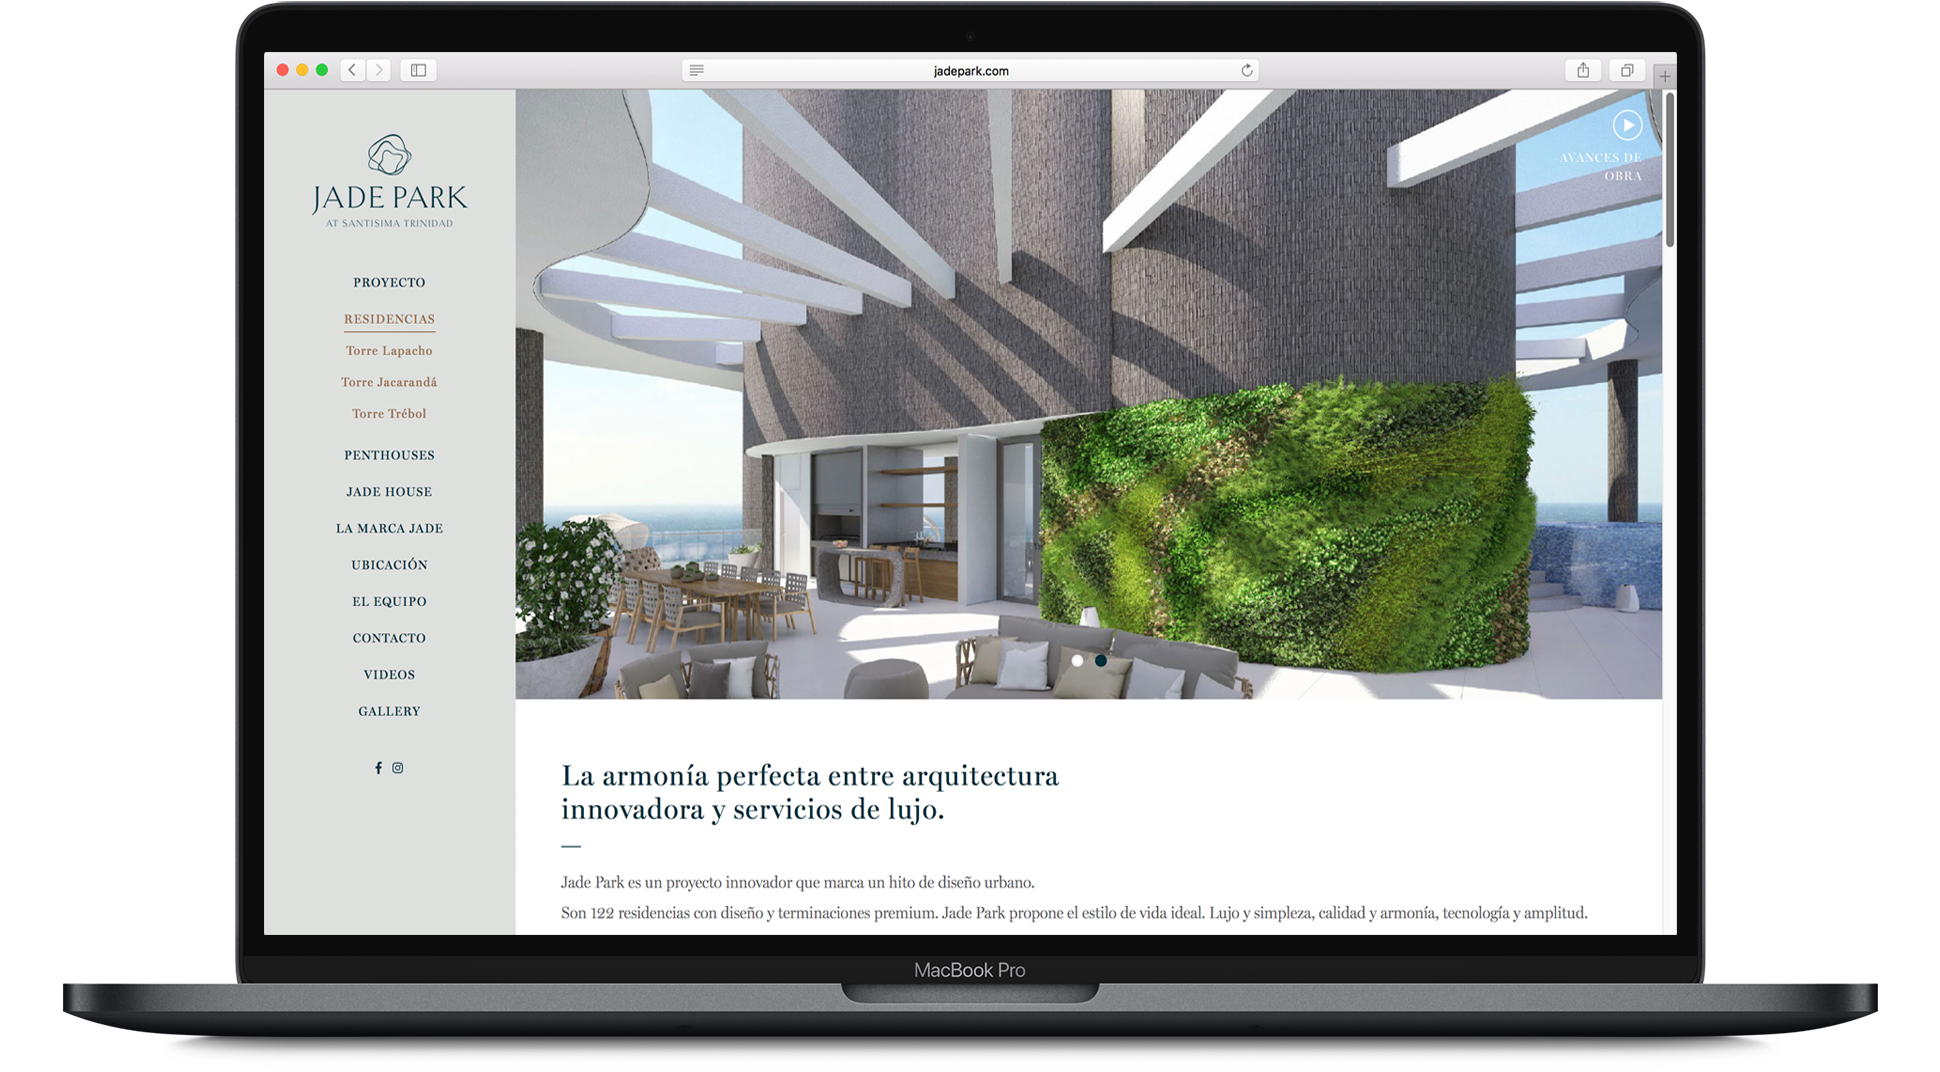 jadepark.com
JADE PARK
AT SANTISIMA TRINIDAD
PROYECTO
RESIDENCIAS
Torre Lapacho
Torre Jacarandá
Torre Trébol
PENTHOUSES
JADE HOUSE
LA MARCA JADE
UBICACIÓN
EL EQUIPO
CONTACTO
VIDEOS
GALLERY
AVANCES DE
OBRA
La armonía perfecta entre arquitectura
innovadora y servicios de lujo.
Jade Park es un proyecto innovador que marca un hito de diseño urbano.
Son 122 residencias con diseño y terminaciones premium. Jade Park propone el estilo de vida ideal. Lujo y simpleza, calidad y armonía, tecnología y amplitud.
MacBook Pro